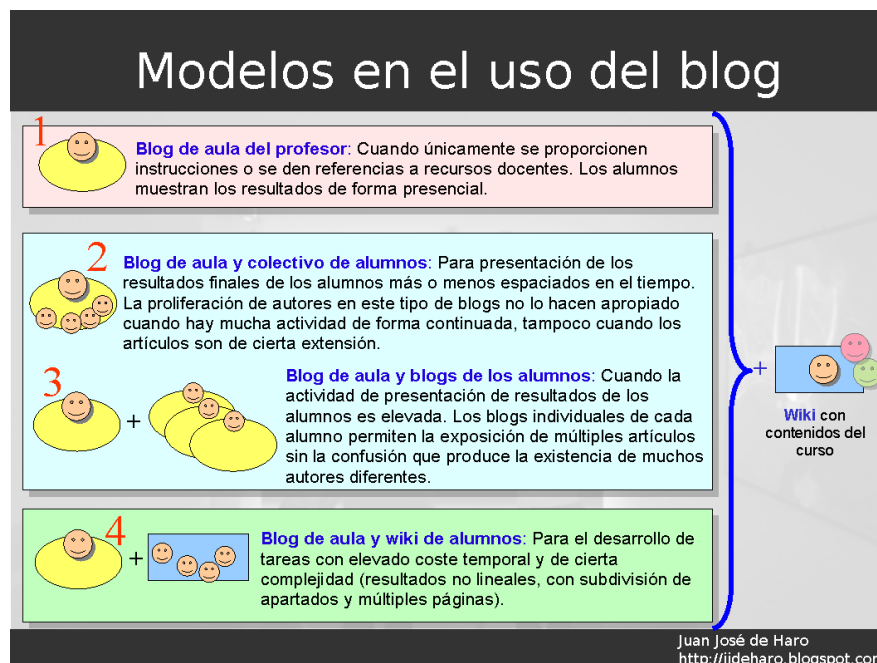 Modelos en el uso del blog
1
Blog de aula del profesor: Cuando únicamente se proporcionen
instrucciones o se den referencias a recursos docentes. Los alumnos
muestran los resultados de forma presencial.
2
Blog de aula y colectivo de alumnos: Para presentación de los
resultados finales de los alumnos más o menos espaciados en el tiempo.
La proliferación de autores en este tipo de blogs no lo hacen apropiado
cuando hay mucha actividad de forma continuada, tampoco cuando los
artículos son de cierta extensión.
3
+
Blog de aula y blogs de los alumnos: Cuando la
actividad de presentación de resultados de los
alumnos es elevada. Los blogs individuales de cada
alumno permiten la exposición de múltiples artículos
sin la confusión que produce la existencia de muchos
autores diferentes.
4
+
Blog de aula y wiki de alumnos: Para el desarrollo de
tareas con elevado coste temporal y de cierta
complejidad (resultados no lineales, con subdivisión de
apartados y múltiples páginas).
+
Wiki con
contenidos del
curso
Juan José de Haro
http://jjdeharo.blogspot.com